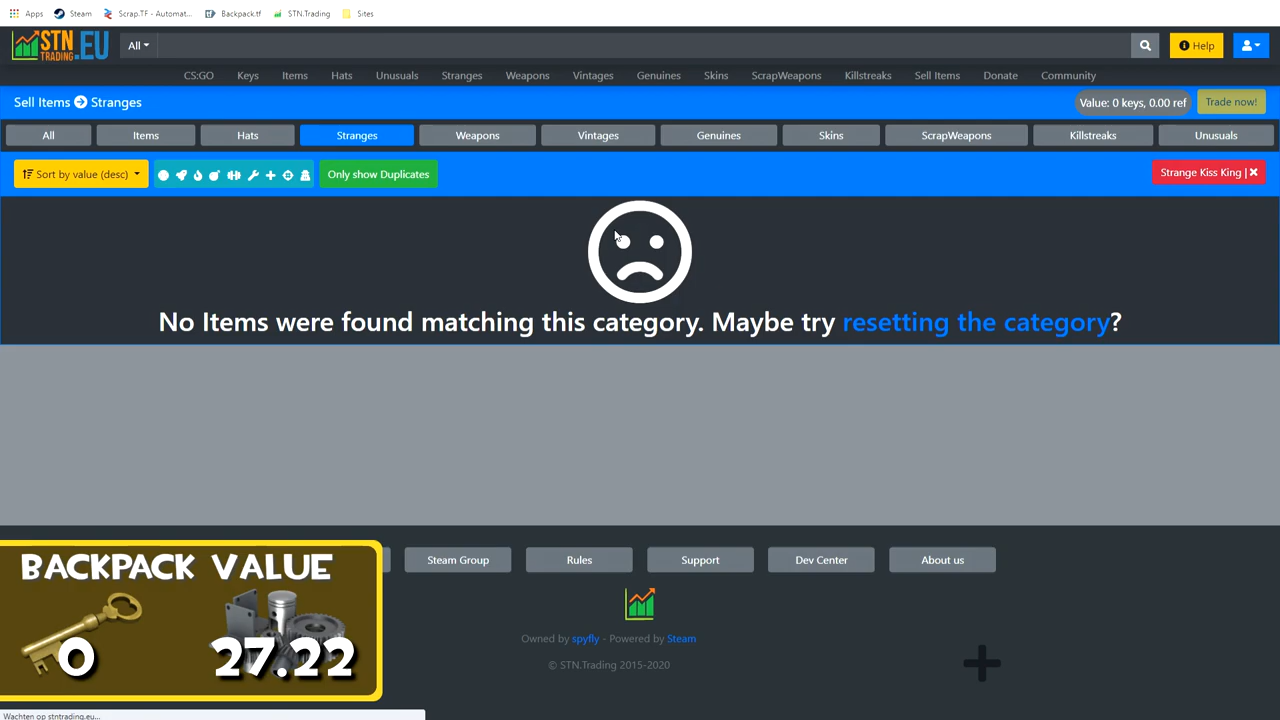 Apps Steam Scrap.TF - Automat... Backpack.tf STN.Trading Sites
STN TRADING .EU All Help
CS:GO Keys Items Hats Unusuals Stranges Weapons Vintages Genuines Skins ScrapWeapons Killstreaks Sell Items Donate Community
Sell Items Stranges Value: 0 keys, 0.00 ref Trade now!
All Items Hats Stranges Weapons Vintages Genuines Skins ScrapWeapons Killstreaks Unusuals
Sort by value (desc) Only show Duplicates Strange Kiss King |
No Items were found matching this category. Maybe try resetting the category?
Steam Group Rules Support Dev Center About us
BACKPACK VALUE
0 27.22
Owned by spyfly - Powered by Steam
© STN.Trading 2015-2020
Wachten op stntrading.eu...